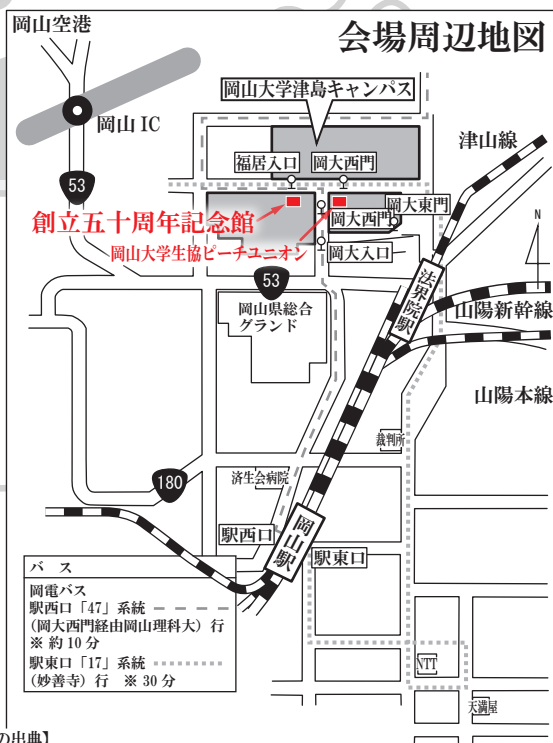 岡山空港
会場周辺地図
岡山 IC
岡山大学津島キャンパス
津山線
福居入口
岡大西門
53
岡大東門
創立五十周年記念館
岡大西門
N
岡山大学生協ピーチユニオン
岡大入口
53
法界院駅
岡山県総合
グランド
山陽新幹線
山陽本線
裁判所
180
済生会病院
駅西口
岡山駅
駅東口
バ ス
岡電バス
駅西口「47」系統
(岡大西門経由岡山理科大) 行
※ 約 10 分
駅東口「17」系統
(妙善寺) 行 ※ 30 分
NTT
天満屋
の出典】